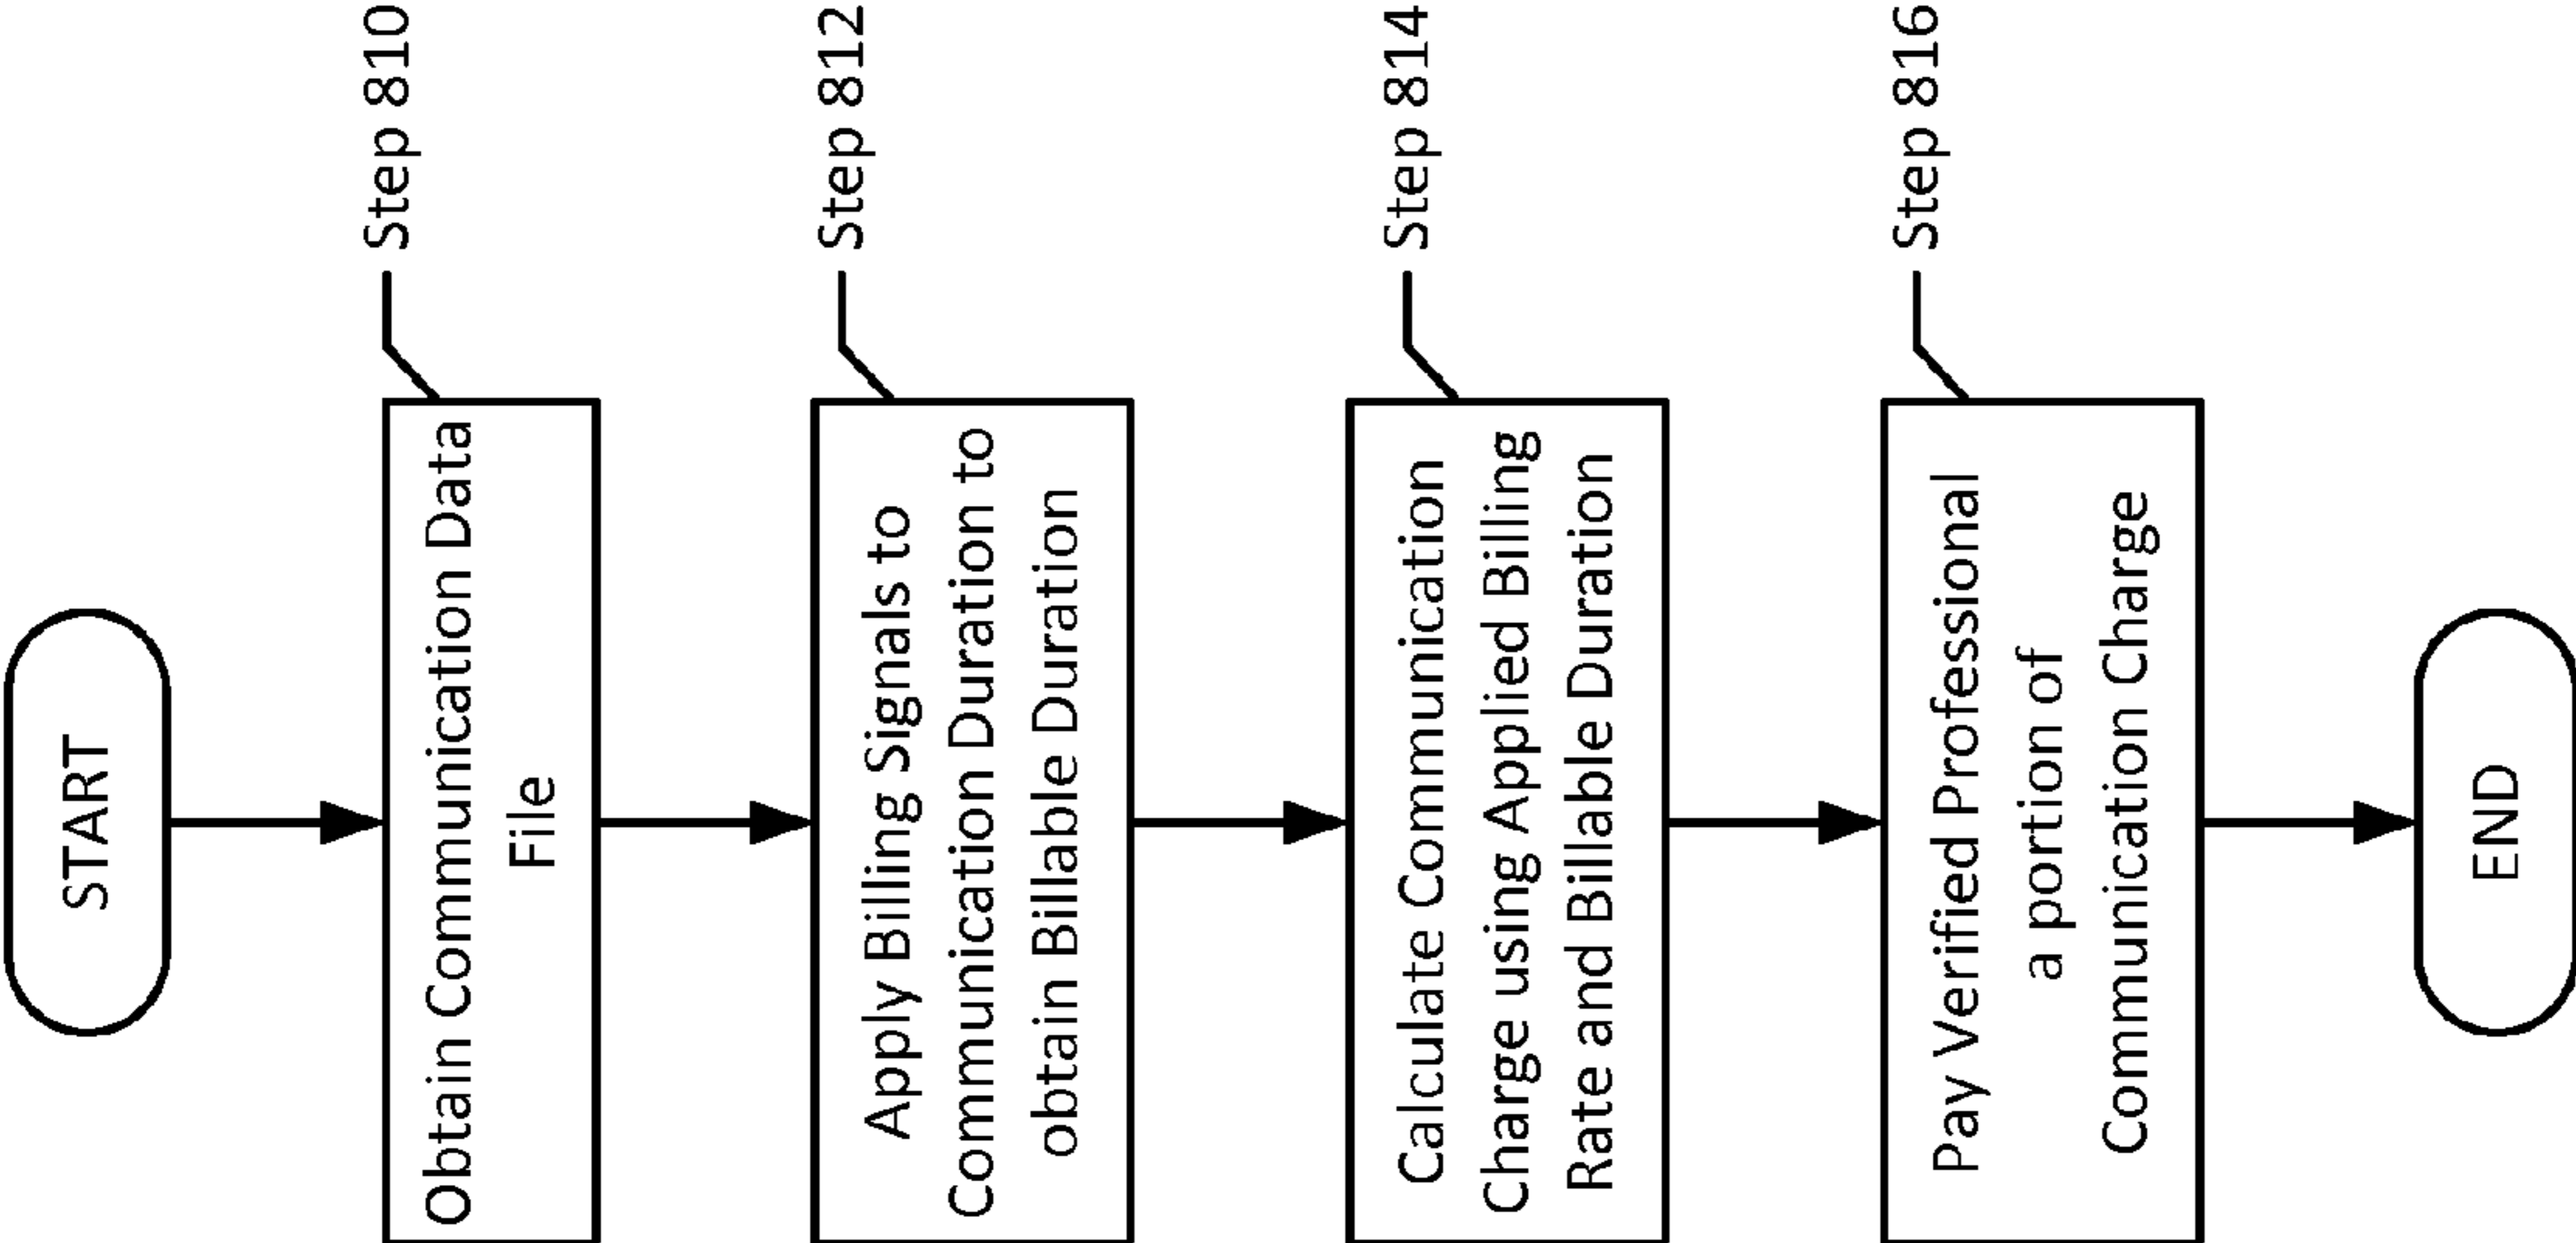 START
Step 810
Obtain Communication Data
File
Step 812
Apply Billing Signals to
Communication Duration to
obtain Billable Duration
Step 814
Calculate Communication
Charge using Applied Billing
Rate and Billable Duration
Step 816
Pay Verified Professional
a portion of
Communication Charge
END